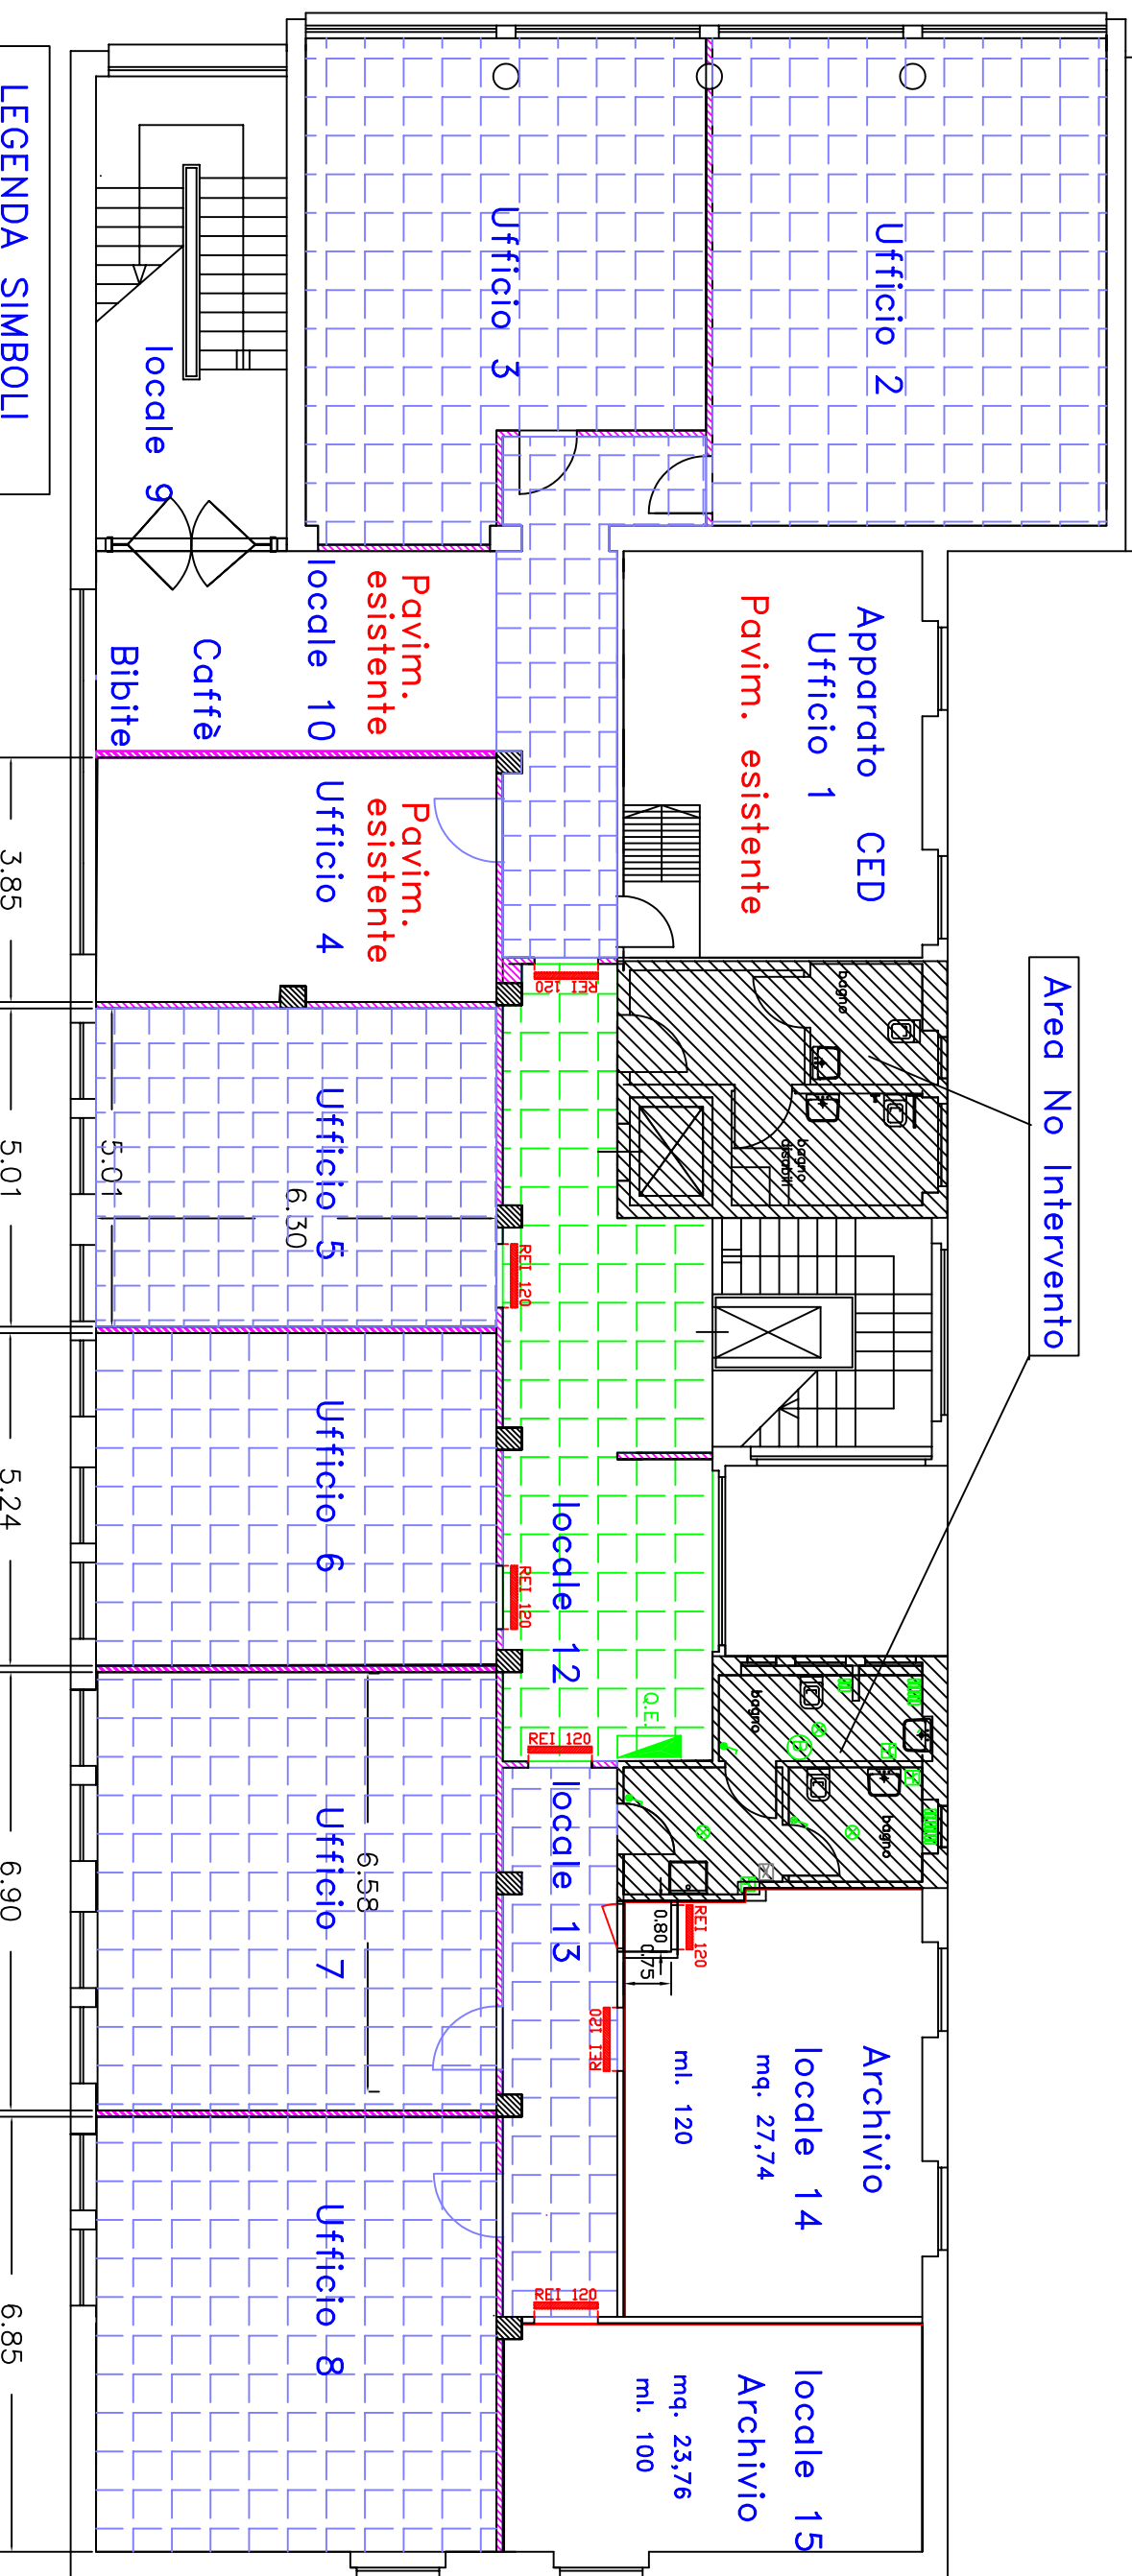 Area No Intervento
Ufficio 2
Ufficio 3
Apparato CED
Ufficio 1
Pavim. esistente
bagno
bagno
disabili
bagno
bagno
Q.E.
Archivio
locale 14
mq. 27,74
ml. 120
locale 15
Archivio
mq. 23,76
ml. 100
REI 120
REI 120
REI 120
REI 120
REI 120
REI 120
REI 120
0.80
0.75
locale 12
locale 13
Pavim.
esistente
locale 10
Caffè
Bibite
Pavim.
esistente
Ufficio 4
Ufficio 5
6.30
5.01
Ufficio 6
6.58
Ufficio 7
Ufficio 8
locale 9
3.85
5.01
5.24
6.90
6.85
LEGENDA SIMBOLI